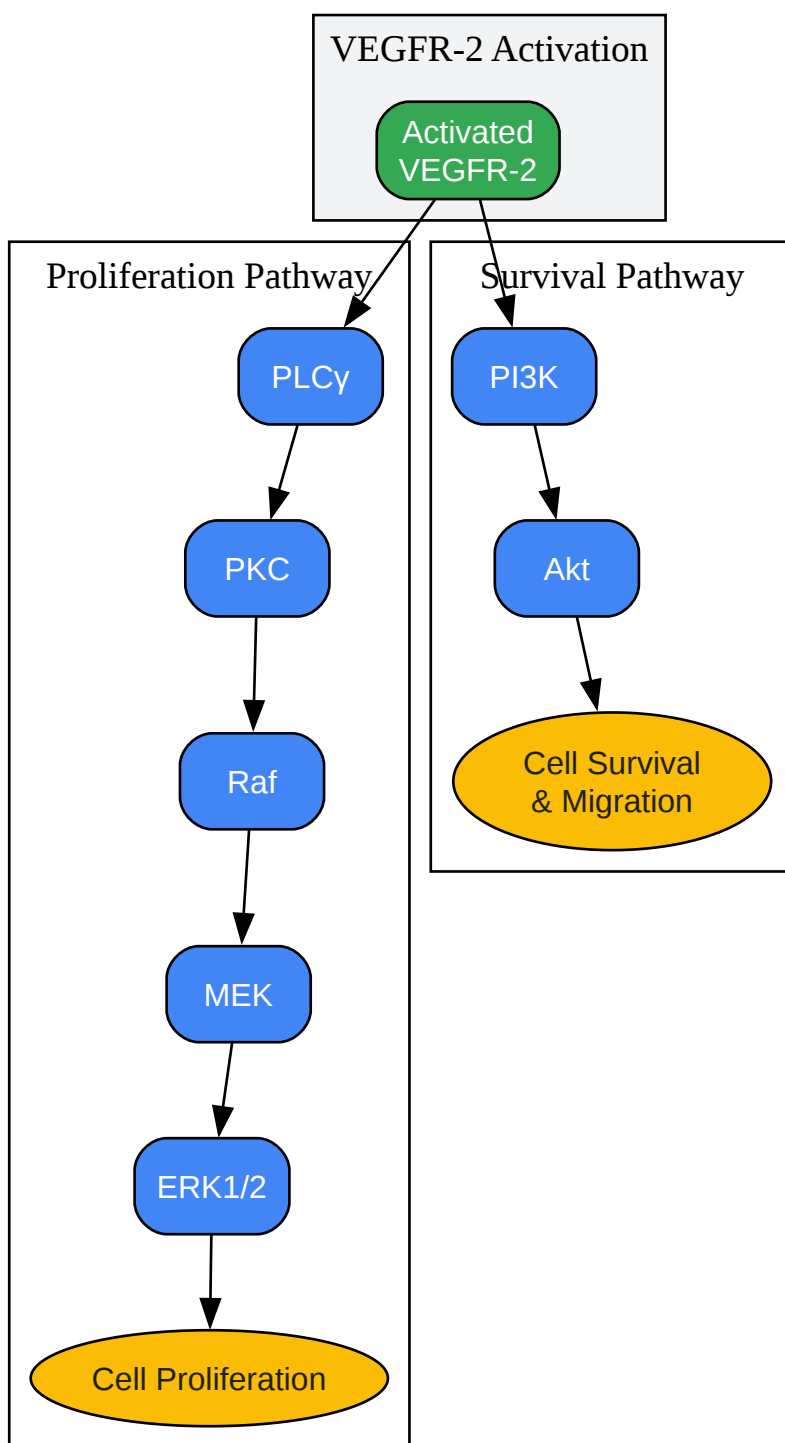 VEGFR-2 Activation
Activated
VEGFR-2
Proliferation Pathway
PLCγ
PKC
Raf
MEK
ERK1/2
Cell Proliferation
Survival Pathway
PI3K
Akt
Cell Survival
& Migration